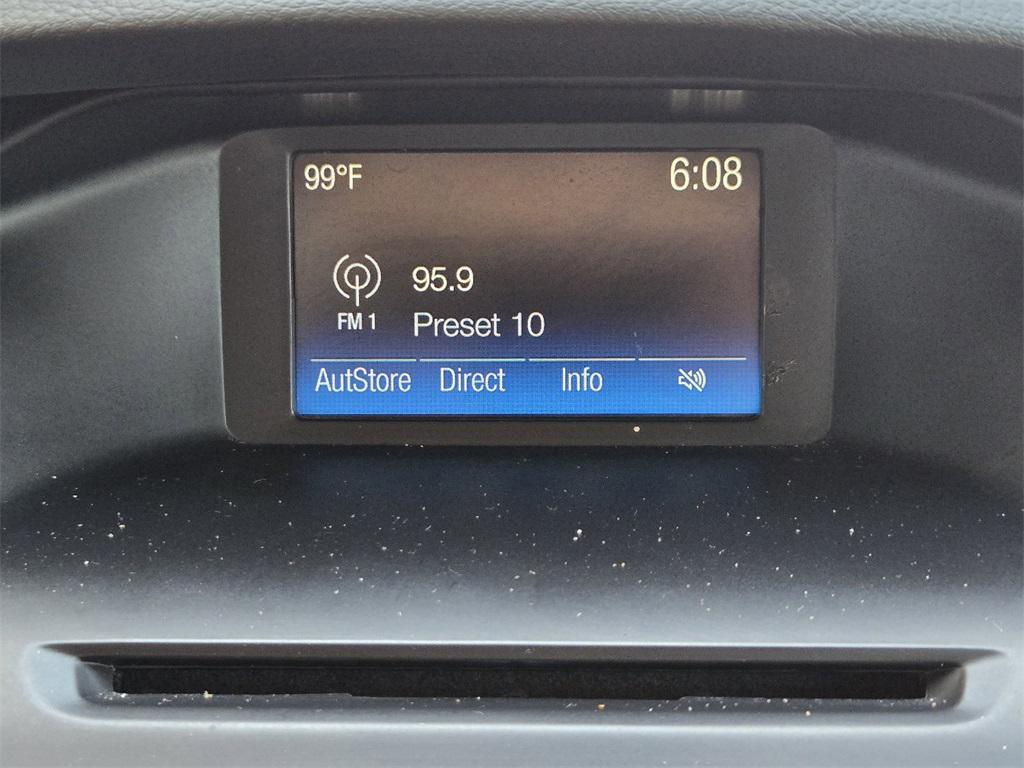 99°F 6:08
95.9
FM 1 Preset 10
AutStore Direct Info